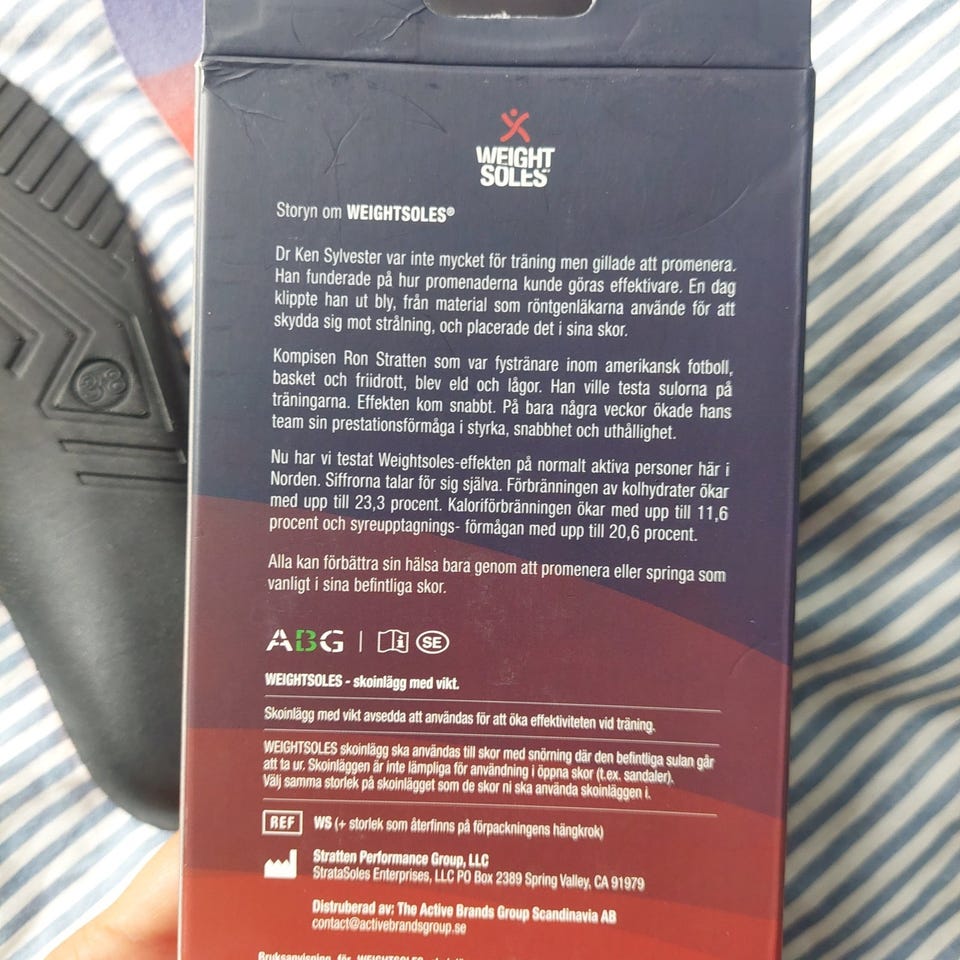 WEIGHT
SOLES
Storyn om WEIGHTSOLES®
Dr Ken Sylvester var inte mycket för träning men gillade att promenera.
Han funderade på hur promenaderna kunde göras effektivare. En dag
klippte han ut bly, från material som röntgenläkarna använde för att
skydda sig mot strålning, och placerade det i sina skor.
Kompisen Ron Stratten som var fystränare inom amerikansk fotboll,
basket och friidrott, blev eld och lågor. Han ville testa sulorna på
träningarna. Effekten kom snabbt. På bara några veckor ökade hans
team sin prestationsförmåga i styrka, snabbhet och uthållighet.
Nu har vi testat Weightsoles-effekten på normalt aktiva personer här i
Norden. Siffrorna talar för sig själva. Förbränningen av kolhydrater ökar
med upp till 23,3 procent. Kaloriförbränningen ökar med upp till 11,6
procent och syreupptagnings- förmågan med upp till 20,6 procent.
Alla kan förbättra sin hälsa bara genom att promenera eller springa som
vanligt i sina befintliga skor.
ABG | i SE
WEIGHTSOLES - skoinlägg med vikt.
Skoinlägg med vikt avsedda att användas för att öka effektiviteten vid träning.
WEIGHTSOLES skoinlägg ska användas till skor med snörning där den befintliga sulan går
att ta ur. Skoinläggen är inte lämpliga för användning i öppna skor (t.ex. sandaler).
Välj samma storlek på skoinlägget som de skor ni ska använda skoinläggen i.
REF WS (+ storlek som återfinns på förpackningens hängkrok)
Stratten Performance Group, LLC
StrataSoles Enterprises, LLC PO Box 2389 Spring Valley, CA 91979
Distruberad av: The Active Brands Group Scandinavia AB
contact@activebrandsgroup.se
Bruksanvisning för WEIGHTSOLES